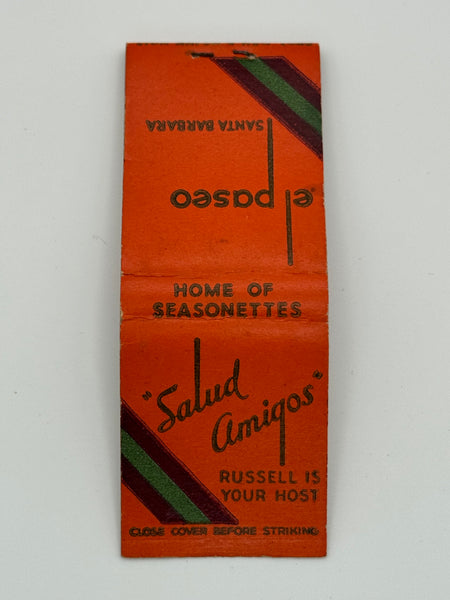 SANTA BARBARA
el paseo
HOME OF
SEASONETTES
"Salud
Amigos"
RUSSELL IS
YOUR HOST
CLOSE COVER BEFORE STRIKING